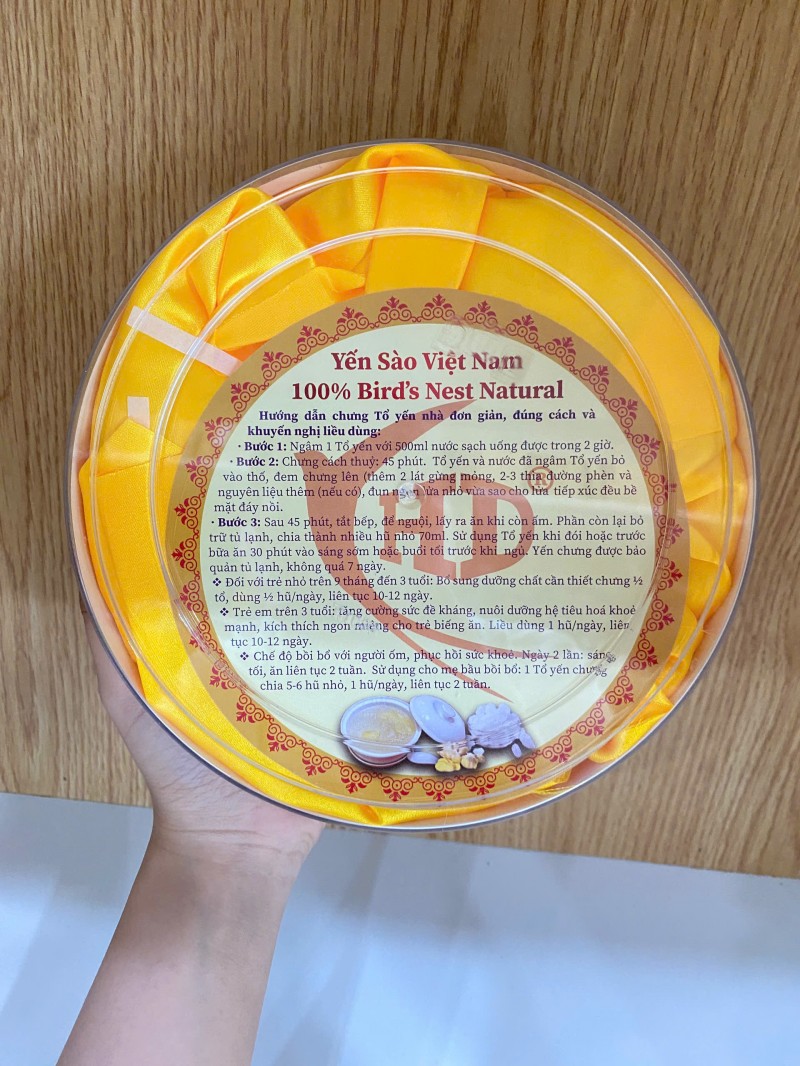 Yến Sào Việt Nam
100% Bird's Nest Natural
Hướng dẫn chưng Tổ yến nhà đơn giản, đúng cách và
khuyến nghị liều dùng:
· Bước 1: Ngâm 1 Tổ yến với 500ml nước sạch uống được trong 2 giờ.
· Bước 2: Chưng cách thuỷ: 45 phút. Tổ yến và nước đã ngâm Tổ yến bỏ
vào thố, đem chưng lên (thêm 2 lát gừng mỏng, 2-3 thìa đường phèn và
nguyên liệu thêm (nếu có), đun ngọn lửa nhỏ vừa sao cho lửa tiếp xúc đều bề
mặt đáy nồi.
· Bước 3: Sau 45 phút, tắt bếp, để nguội, lấy ra ăn khi còn ấm. Phần còn lại bỏ
trữ tủ lạnh, chia thành nhiều hũ nhỏ 70ml. Sử dụng Tổ yến khi đói hoặc trước
bữa ăn 30 phút vào sáng sớm hoặc buổi tối trước khi ngủ. Yến chưng được bảo
quản tủ lạnh, không quá 7 ngày.
❖ Đối với trẻ nhỏ trên 9 tháng đến 3 tuổi: Bổ sung dưỡng chất cần thiết chưng ½
tổ, dùng ½ hũ/ngày, liên tục 10-12 ngày.
❖ Trẻ em trên 3 tuổi: tăng cường sức đề kháng, nuôi dưỡng hệ tiêu hoá khoẻ
mạnh, kích thích ngon miệng cho trẻ biếng ăn. Liều dùng 1 hũ/ngày, liên
tục 10-12 ngày.
❖ Chế độ bồi bổ với người ốm, phục hồi sức khoẻ. Ngày 2 lần: sáng
tối, ăn liên tục 2 tuần. Sử dụng cho mẹ bầu bồi bổ: 1 Tổ yến chưng
chia 5-6 hũ nhỏ, 1 hũ/ngày, liên tục 2 tuần.
HD®